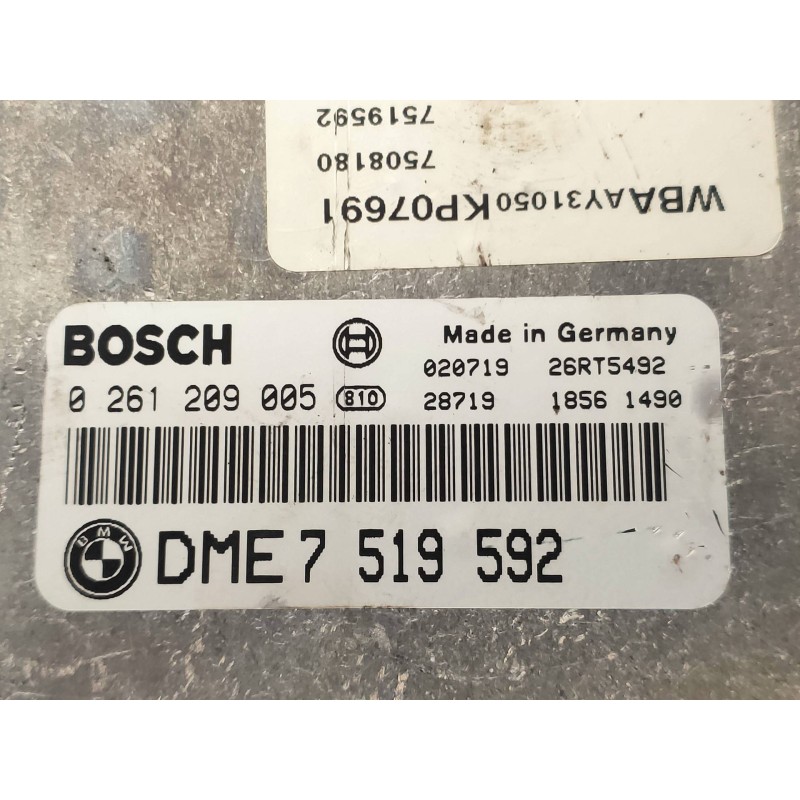 WBAAY31050KP07691
7508180
7519592
BOSCH
Made in Germany
020719 26RT5492
0 261 209 005 810 28719 1856 1490
BMW
DME 7 519 592